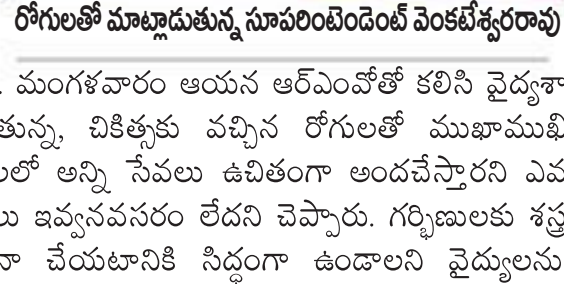 రోగులతో మాట్లాడుతున్న సూపరింటెండెంట్ వెంకటేశ్వరరావు
. మంగళవారం ఆయన ఆర్ఎంవోతో కలిసి వైద్యశా
తున్న, చికిత్సకు వచ్చిన రోగులతో ముఖాముఖి
లలో అన్ని సేవలు ఉచితంగా అందచేస్తారని ఎవ
లు ఇవ్వనవసరం లేదని చెప్పారు. గర్భిణులకు శస్త్ర
నా చేయటానికి సిద్ధంగా ఉండాలని వైద్యులను